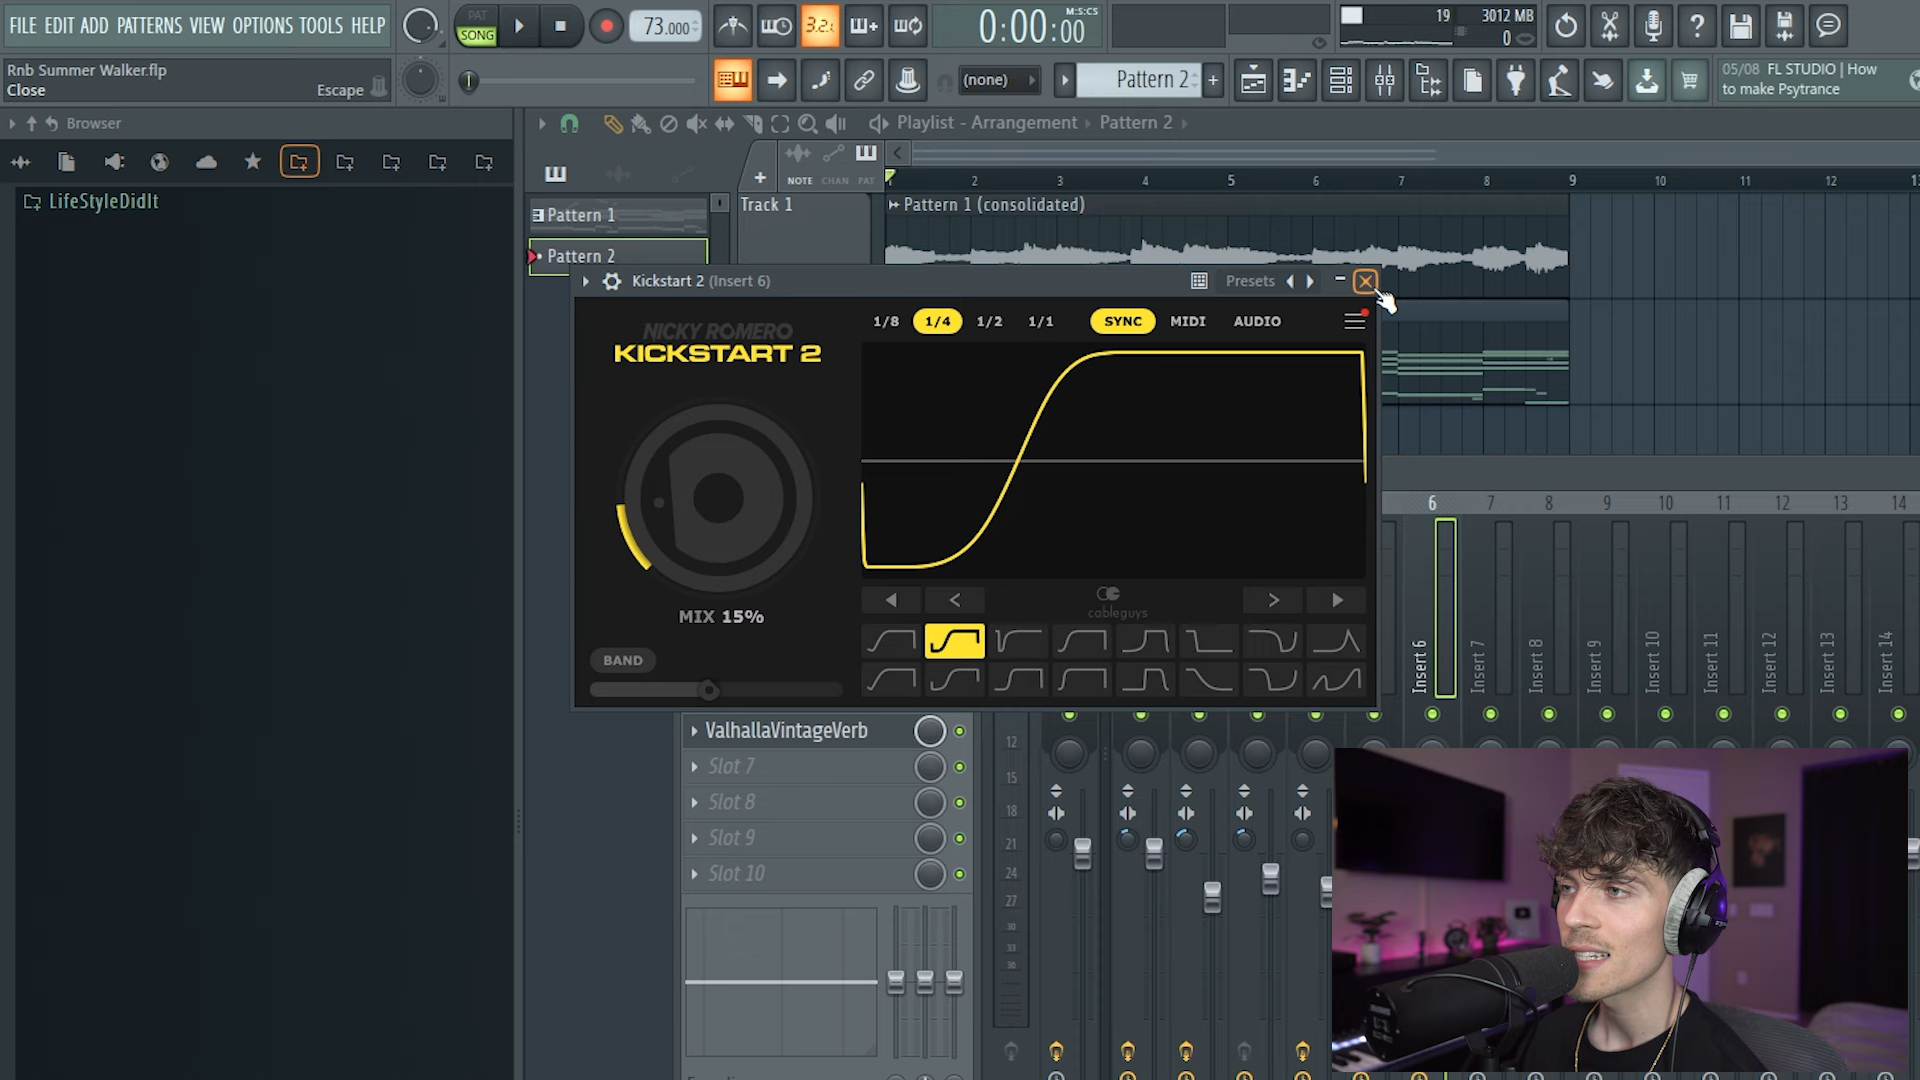 FILE EDIT ADD PATTERNS VIEW OPTIONS TOOLS HELP
PAT
SONG
73.000
3.2
0:00:00
M:S:CS
19
3012 MB
0
Rnb Summer Walker.flp
Close
Escape
(none)
Pattern 2
05/08 FL STUDIO | How
to make Psytrance
Browser
Playlist - Arrangement
Pattern 2
NOTE
CHAN
PAT
2
3
4
5
6
7
8
9
10
11
12
LifeStyleDidIt
Pattern 1
Track 1
Pattern 1 (consolidated)
Pattern 2
Kickstart 2 (Insert 6)
Presets
NICKY ROMERO
KICKSTART 2
1/8
1/4
1/2
1/1
SYNC
MIDI
AUDIO
MIX 15%
BAND
cableguys
6
7
8
9
10
11
12
13
14
Insert 6
Insert 7
Insert 8
Insert 9
Insert 10
Insert 11
Insert 12
Insert 13
Insert 14
ValhallaVintageVerb
Slot 7
Slot 8
Slot 9
Slot 10
12
15
18
21
24
27
30
33
36